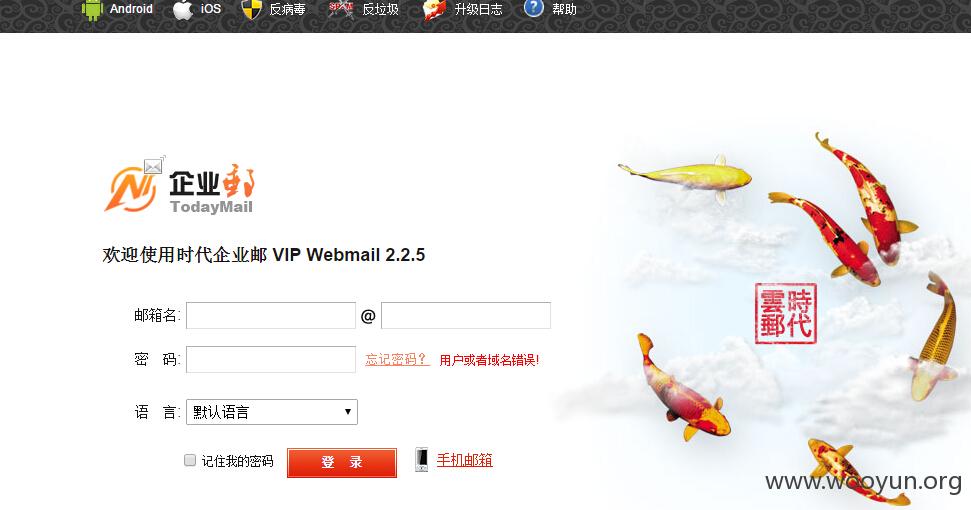 Android iOS 反病毒 SPAM 反垃圾 升级日志 ? 帮助
企业邮
TodayMail
欢迎使用时代企业邮 VIP Webmail 2.2.5
邮箱名: @
密 码: 忘记密码？ 用户或者域名错误!
時代
雲郵
语 言: 默认语言
记住我的密码 登 录 手机邮箱
www.wooyun.org